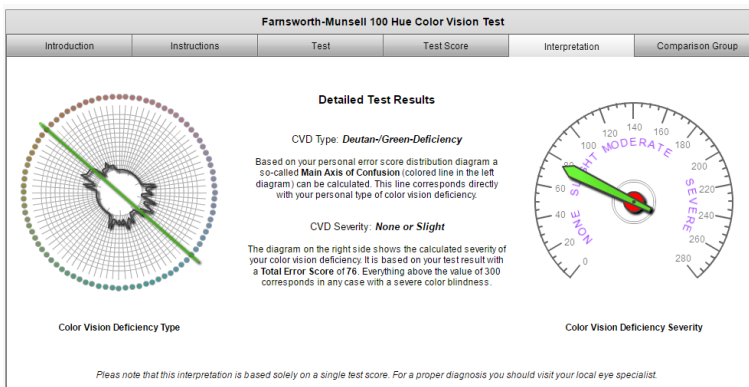 Farnsworth-Munsell 100 Hue Color Vision Test
Introduction
Instructions
Test
Test Score
Interpretation
Comparison Group
Detailed Test Results
CVD Type: Deutan-/Green-Deficiency
Based on your personal error score distribution diagram a
so-called Main Axis of Confusion (colored line in the left
diagram) can be calculated. This line corresponds directly
with your personal type of color vision deficiency.
CVD Severity: None or Slight
The diagram on the right side shows the calculated severity of
your color vision deficiency. It is based on your test result with
a Total Error Score of 76. Everything above the value of 300
corresponds in any case with a severe color blindness.
0
20
40
60
80
120
140
160
180
200
220
240
260
280
NONE
MODERATE
SEVERE
Color Vision Deficiency Type
Color Vision Deficiency Severity
Pleas note that this interpretation is based solely on a single test score. For a proper diagnosis you should visit your local eye specialist.